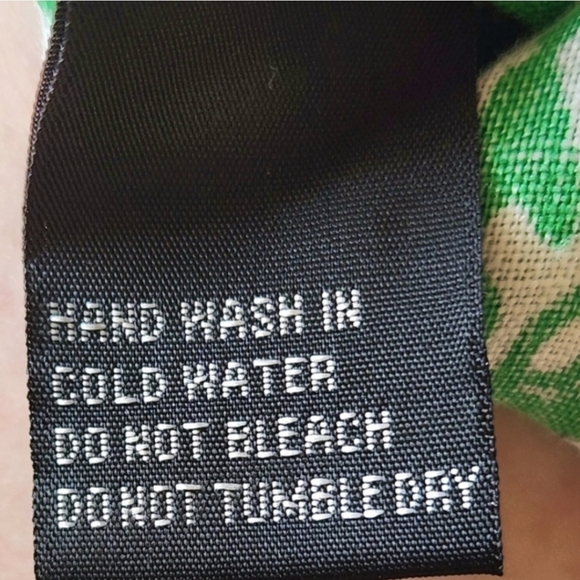 HAND WASH IN
COLD WATER
DO NOT BLEACH
DO NOT TUMBLE DRY